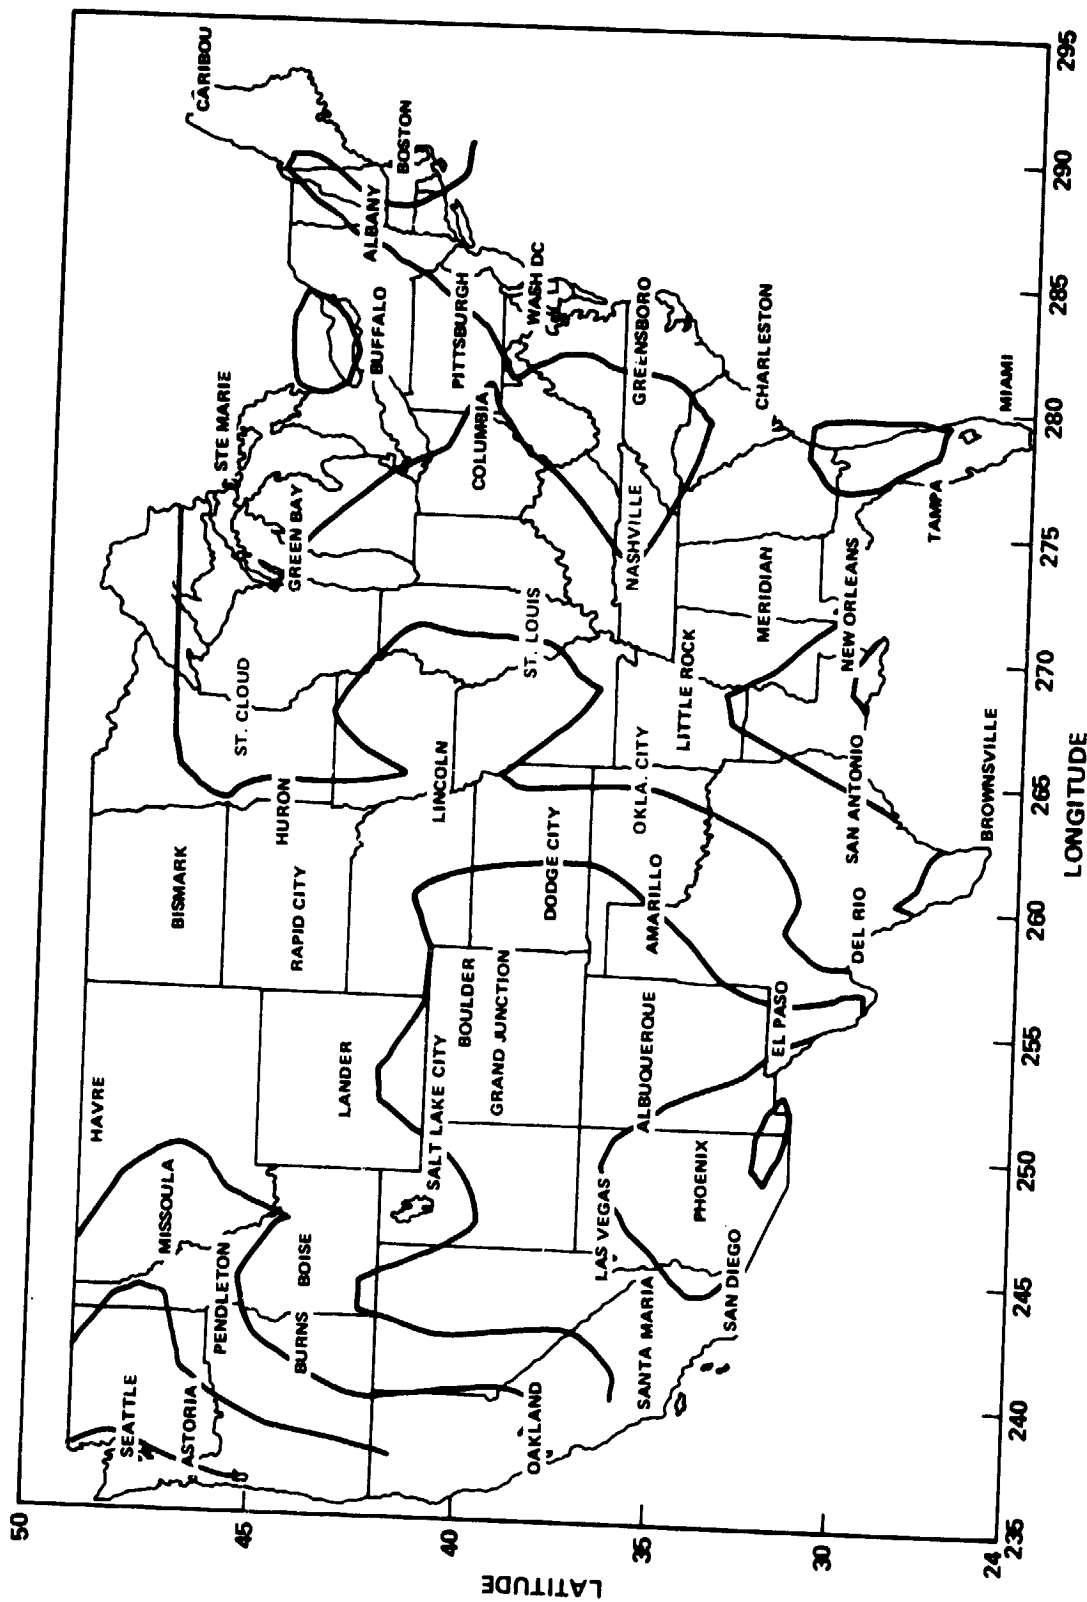 50
45
40
35
30
24
LATITUDE
235
240
245
250
255
260
265
270
275
280
285
290
295
LONGITUDE
SEATTLE
ASTORIA
PENDLETON
MISSOULA
HAVRE
BURNS
BOISE
LANDER
SALT LAKE CITY
OAKLAND
SANTA MARIA
SAN DIEGO
LAS VEGAS
PHOENIX
GRAND JUNCTION
BOULDER
ALBUQUERQUE
EL PASO
BISMARK
RAPID CITY
HURON
ST. CLOUD
LINCOLN
DODGE CITY
AMARILLO
OKLA. CITY
DEL RIO
SAN ANTONIO
BROWNSVILLE
LITTLE ROCK
ST. LOUIS
GREEN BAY
STE MARIE
NASHVILLE
MERIDIAN
NEW ORLEANS
COLUMBIA
PITTSBURGH
BUFFALO
ALBANY
BOSTON
CARIBOU
WASH DC
GREENSBORO
CHARLESTON
TAMPA
MIAMI